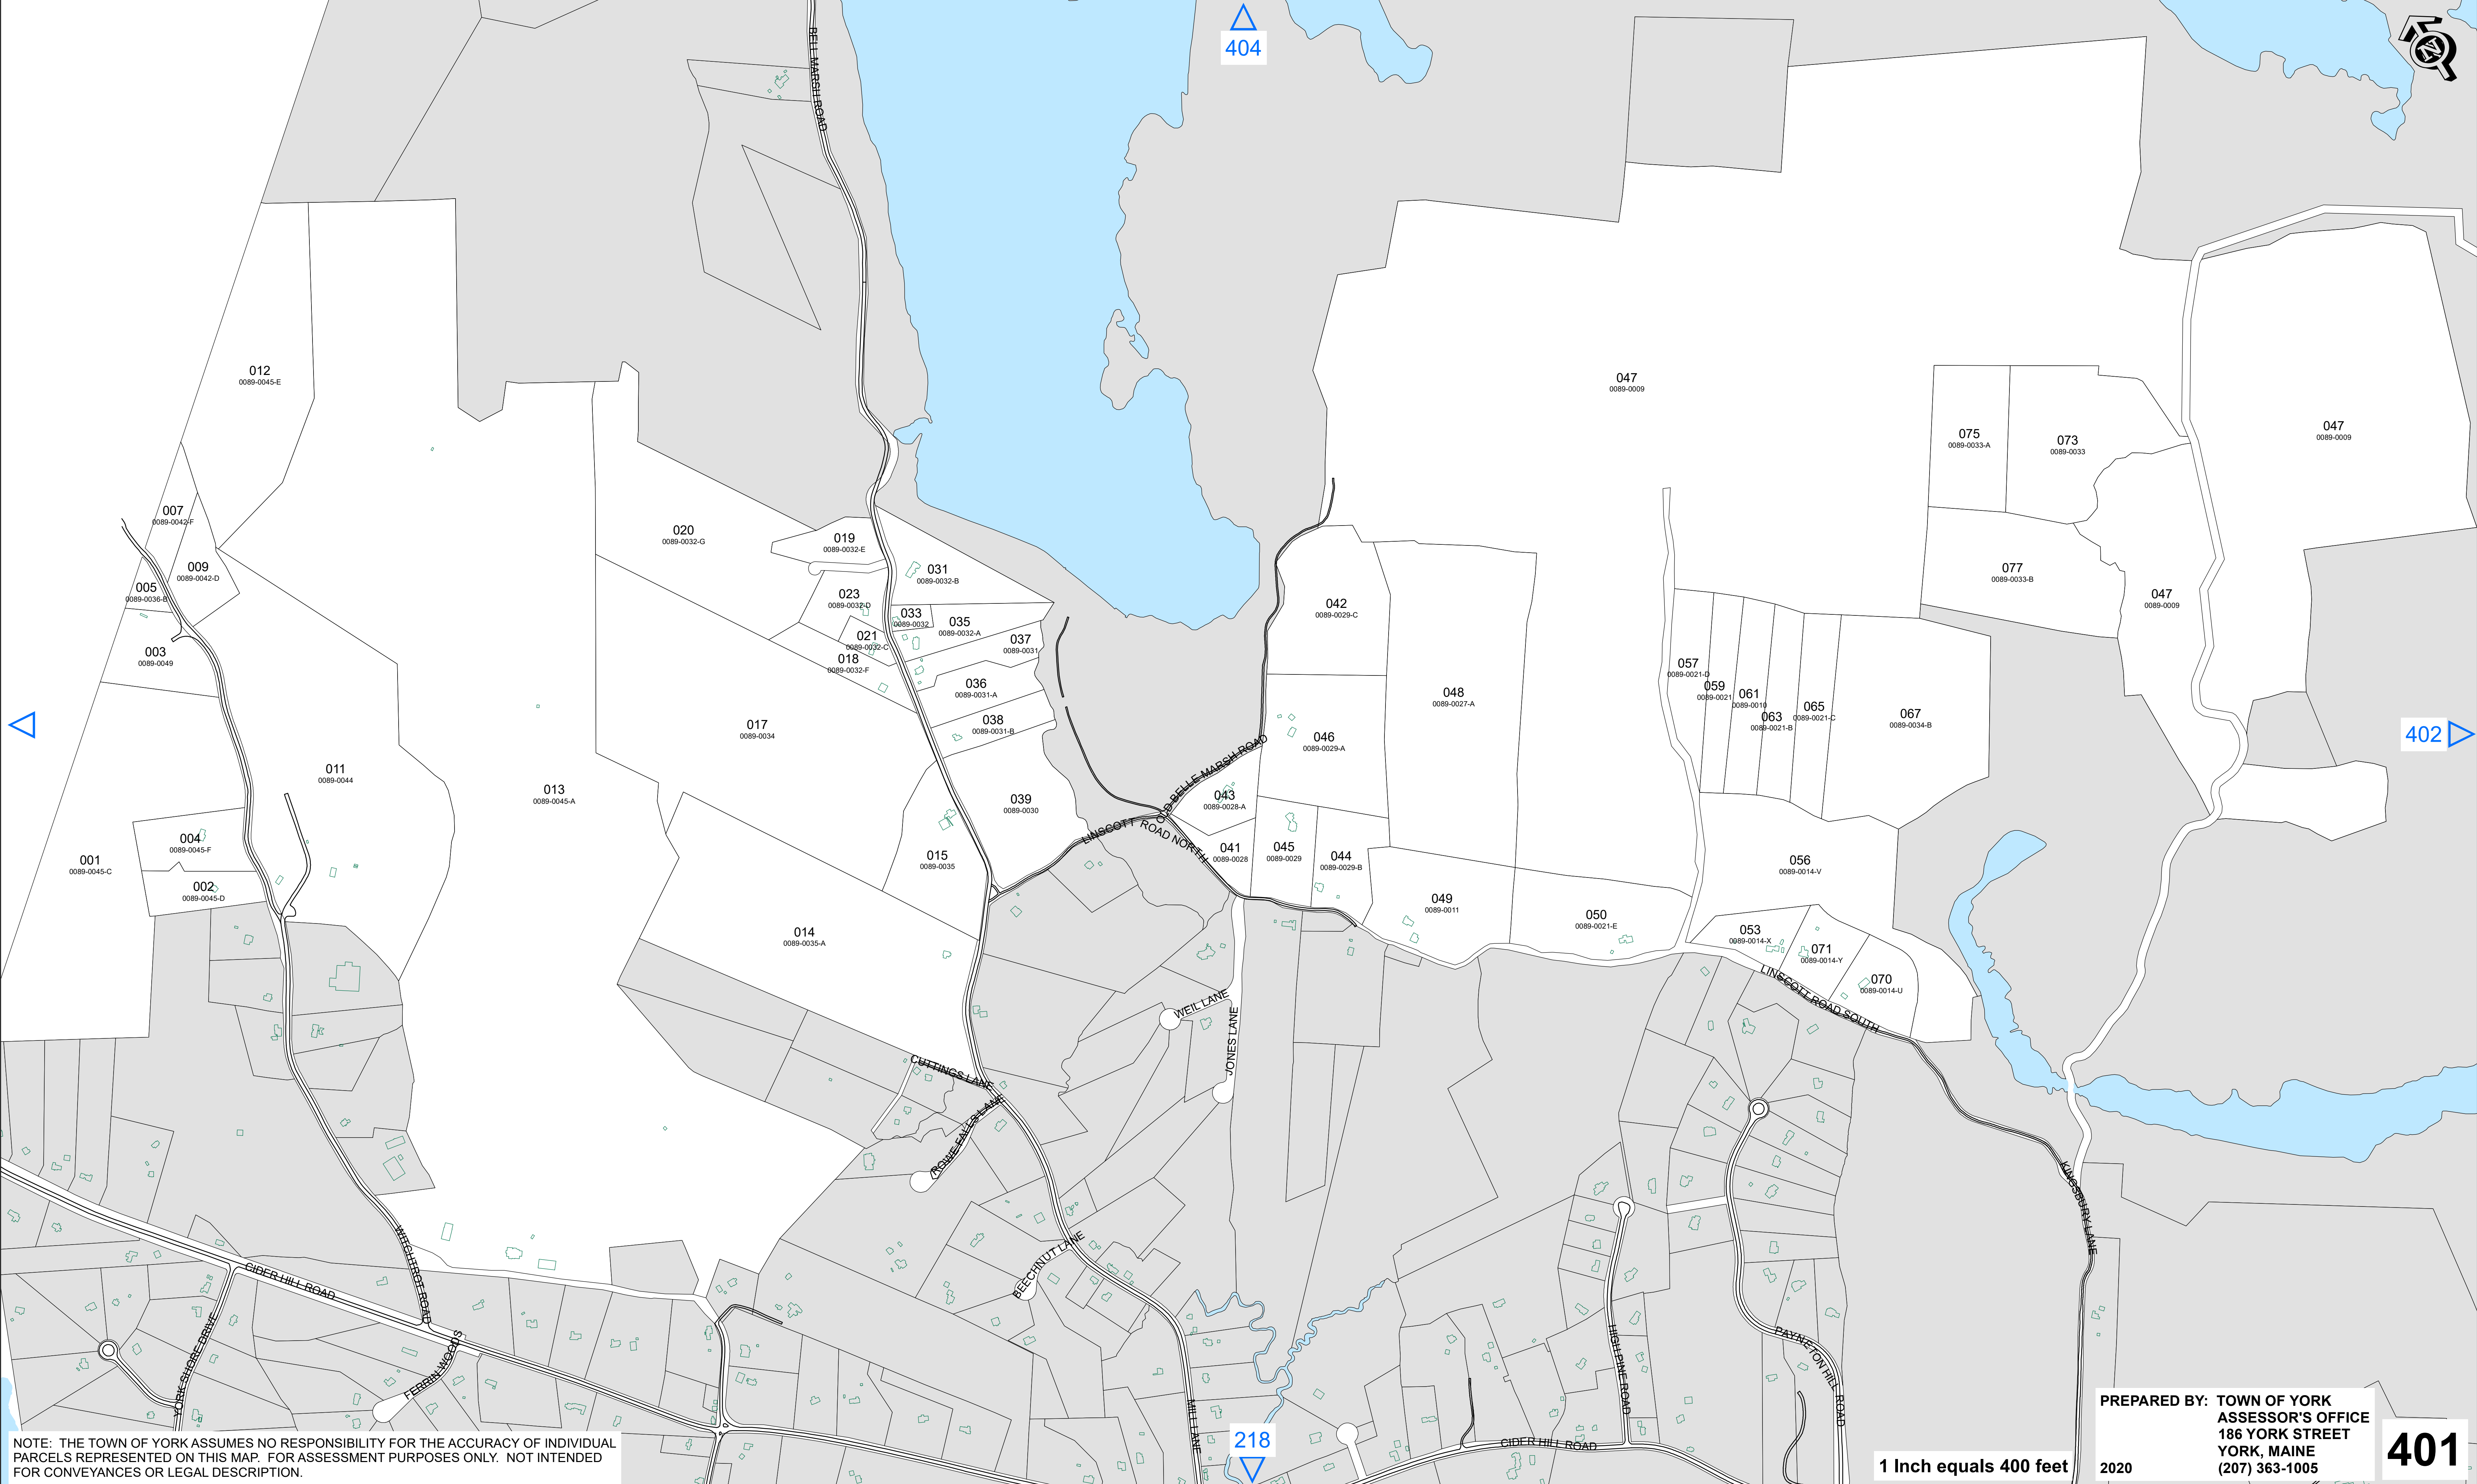 BELL MARSH ROAD
404
N
012
0089-0045-E
047
0089-0009
047
0089-0009
075
0089-0033-A
073
0089-0033
007
0089-0042-F
020
0089-0032-G
019
0089-0032-E
009
0089-0042-D
031
0089-0032-B
077
0089-0033-B
005
0089-0036-B
023
0089-0032-D
042
0089-0029-C
047
0089-0009
033
0089-0032
035
0089-0032-A
021
0089-0032-C
037
0089-0031
003
0089-0049
018
0089-0032-F
057
0089-0021-D
036
0089-0031-A
059
0089-0021
061
0089-0010
048
0089-0027-A
065
0089-0021-C
063
0089-0021-B
067
0089-0034-B
038
0089-0031-B
017
0089-0034
046
0089-0029-A
402
OLD BELLE MARSH ROAD
011
0089-0044
013
0089-0045-A
043
0089-0028-A
039
0089-0030
LINSCOTT ROAD NORTH
004
0089-0045-F
041
0089-0028
045
0089-0029
044
0089-0029-B
015
0089-0035
001
0089-0045-C
056
0089-0014-V
002
0089-0045-D
049
0089-0011
050
0089-0021-E
014
0089-0035-A
053
0089-0014-X
071
0089-0014-Y
070
0089-0014-U
LINSCOTT ROAD SOUTH
WEIL LANE
JONES LANE
CUTTINGS LANE
ROWE FALLS LANE
KINGSBURY LANE
WITCHTROT ROAD
BEECHNUT LANE
CIDER HILL ROAD
YORK SHORE DRIVE
FERRIN WOODS
HIGH PINE ROAD
PAYNETON HILL ROAD
MILL LANE
CIDER HILL ROAD
218
NOTE: THE TOWN OF YORK ASSUMES NO RESPONSIBILITY FOR THE ACCURACY OF INDIVIDUAL
PARCELS REPRESENTED ON THIS MAP. FOR ASSESSMENT PURPOSES ONLY. NOT INTENDED
FOR CONVEYANCES OR LEGAL DESCRIPTION.
1 Inch equals 400 feet
PREPARED BY: TOWN OF YORK
ASSESSOR'S OFFICE
186 YORK STREET
YORK, MAINE
2020 (207) 363-1005
401